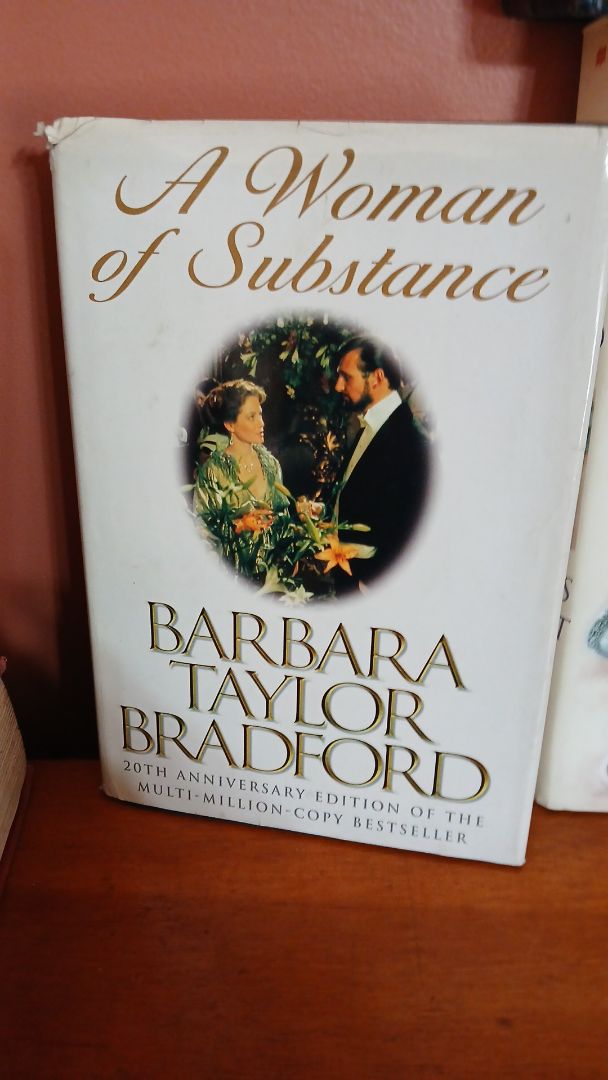 A Woman
of Substance
BARBARA
TAYLOR
BRADFORD
20TH ANNIVERSARY EDITION OF THE
MULTI-MILLION-COPY BESTSELLER